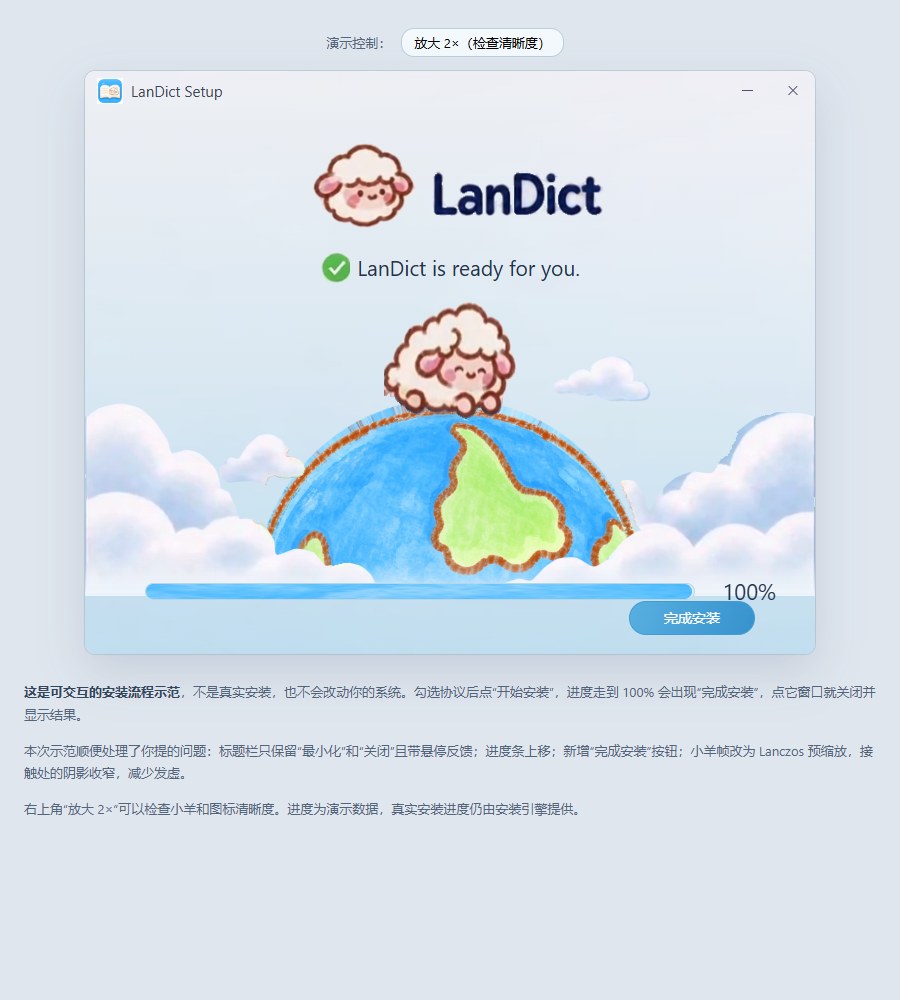 演示控制：
放大 2×（检查清晰度）
LanDict Setup
LanDict
LanDict is ready for you.
100%
完成安装
这是可交互的安装流程示范，不是真实安装，也不会改动你的系统。勾选协议后点“开始安装”，进度走到 100% 会出现“完成安装”，点它窗口就关闭并
显示结果。
本次示范顺便处理了你提的问题：标题栏只保留“最小化”和“关闭”且带悬停反馈；进度条上移；新增“完成安装”按钮；小羊帧改为 Lanczos 预缩放，接
触处的阴影收窄，减少发虚。
右上角“放大 2×”可以检查小羊和图标清晰度。进度为演示数据，真实安装进度仍由安装引擎提供。